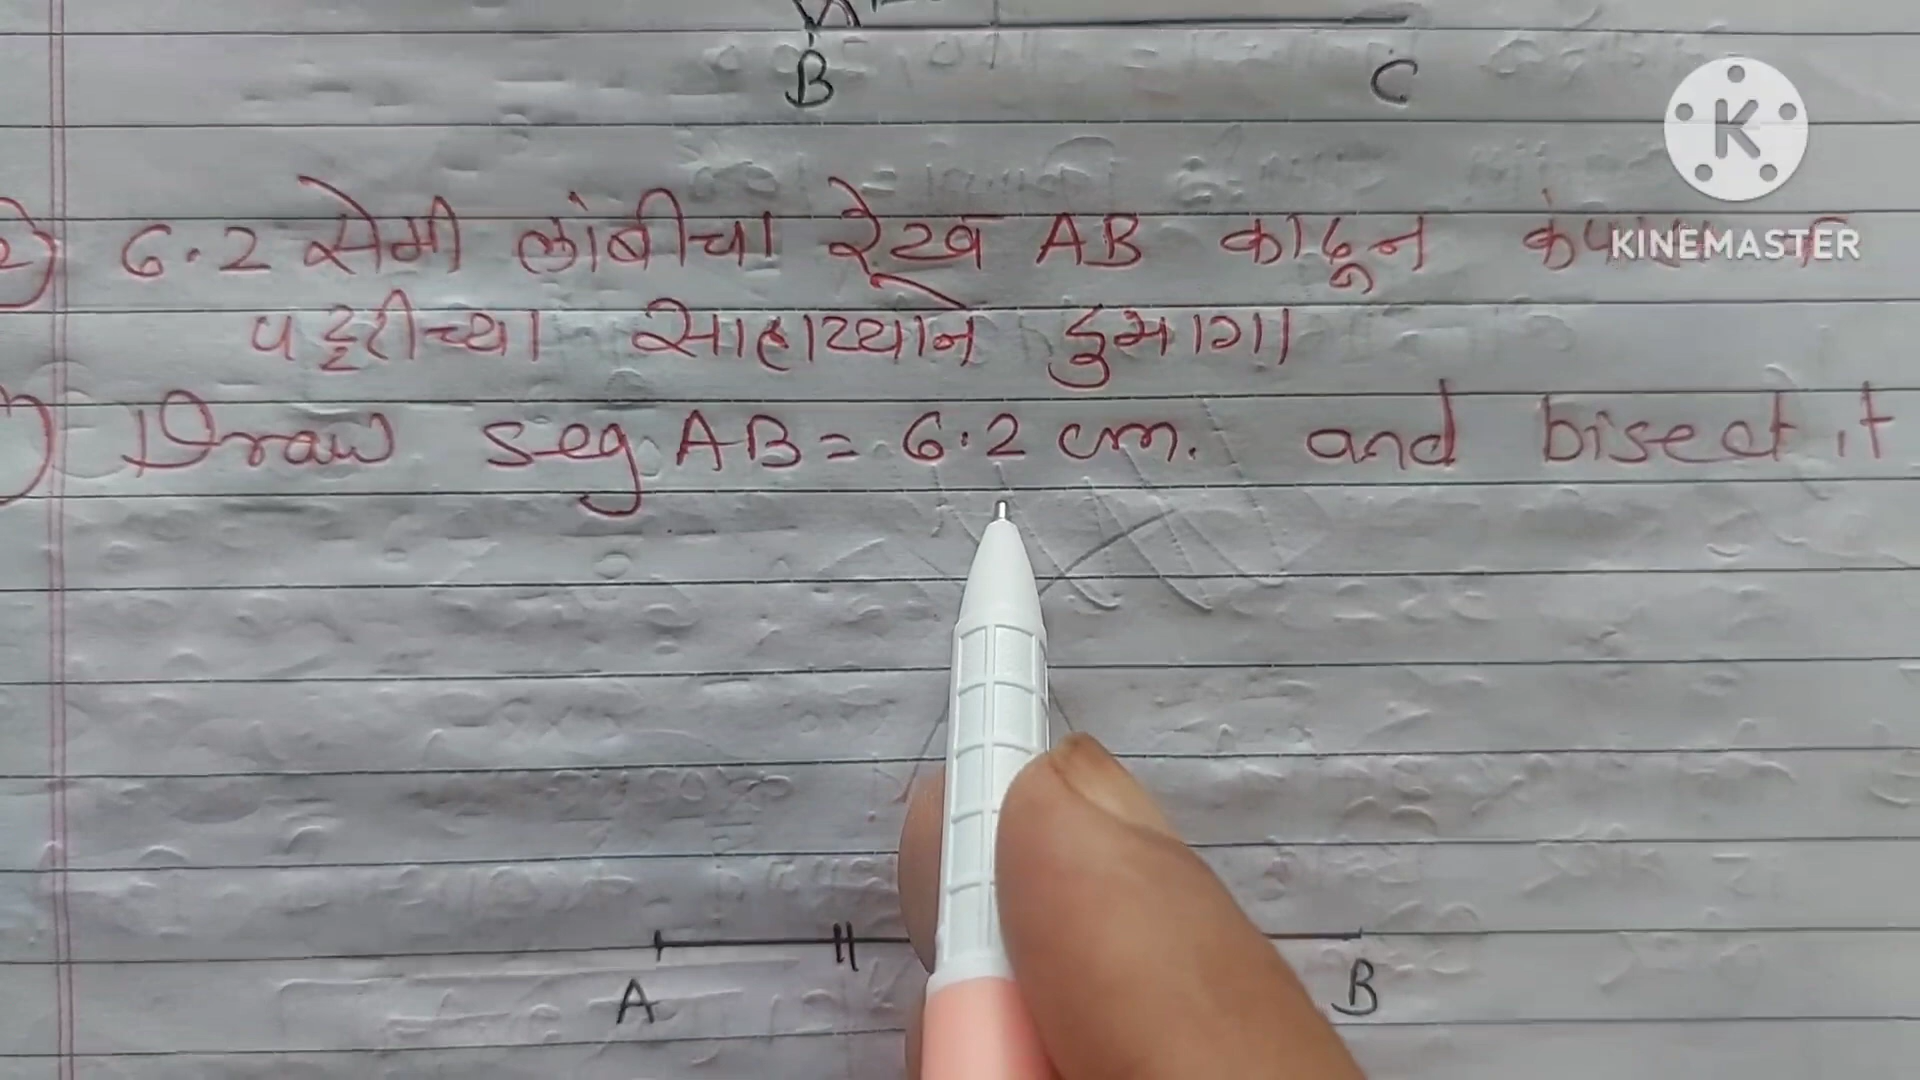 B C
6.2 सेमी लांबीचा रेख AB काढून
पट्टीच्या साहाय्याने दुभागा
Draw seg AB = 6.2 cm. and bisect it
A B
K
KINEMASTER